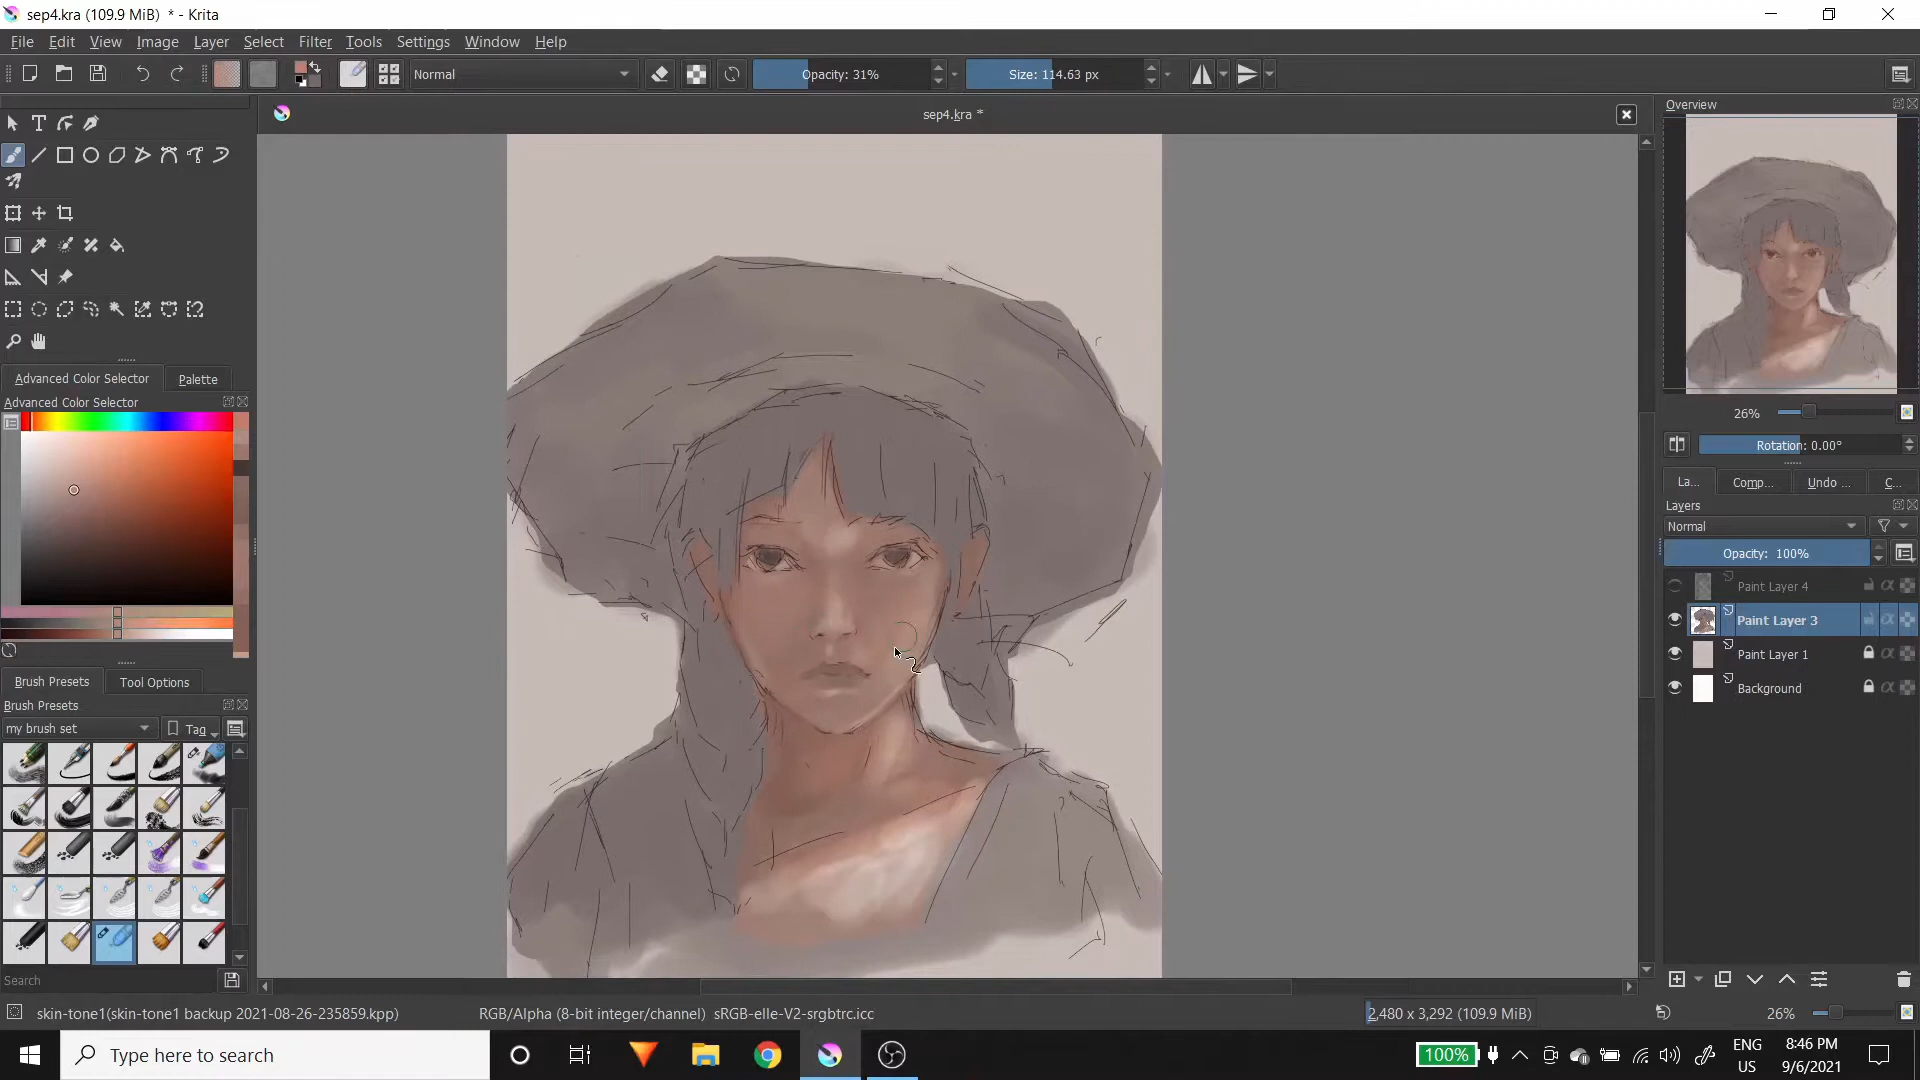 sep4.kra (109.9 MiB)  * - Krita
File Edit View Image Layer Select Filter Tools Settings Window Help
Normal Opacity: 31% Size: 114.63 px
sep4.kra *
Overview
26%
Rotation: 0.00°
Advanced Color Selector Palette
Advanced Color Selector
La... Comp... Undo ... C...
Layers
Normal
Opacity: 100%
Paint Layer 4
Paint Layer 3
Paint Layer 1
Background
Brush Presets Tool Options
Brush Presets
my brush set Tag
Search
skin-tone1(skin-tone1 backup 2021-08-26-235859.kpp) RGB/Alpha (8-bit integer/channel) sRGB-elle-V2-srgbtrc.icc 2,480 x 3,292 (109.9 MiB) 26%
Type here to search 100% ENG 8:46 PM
US 9/6/2021